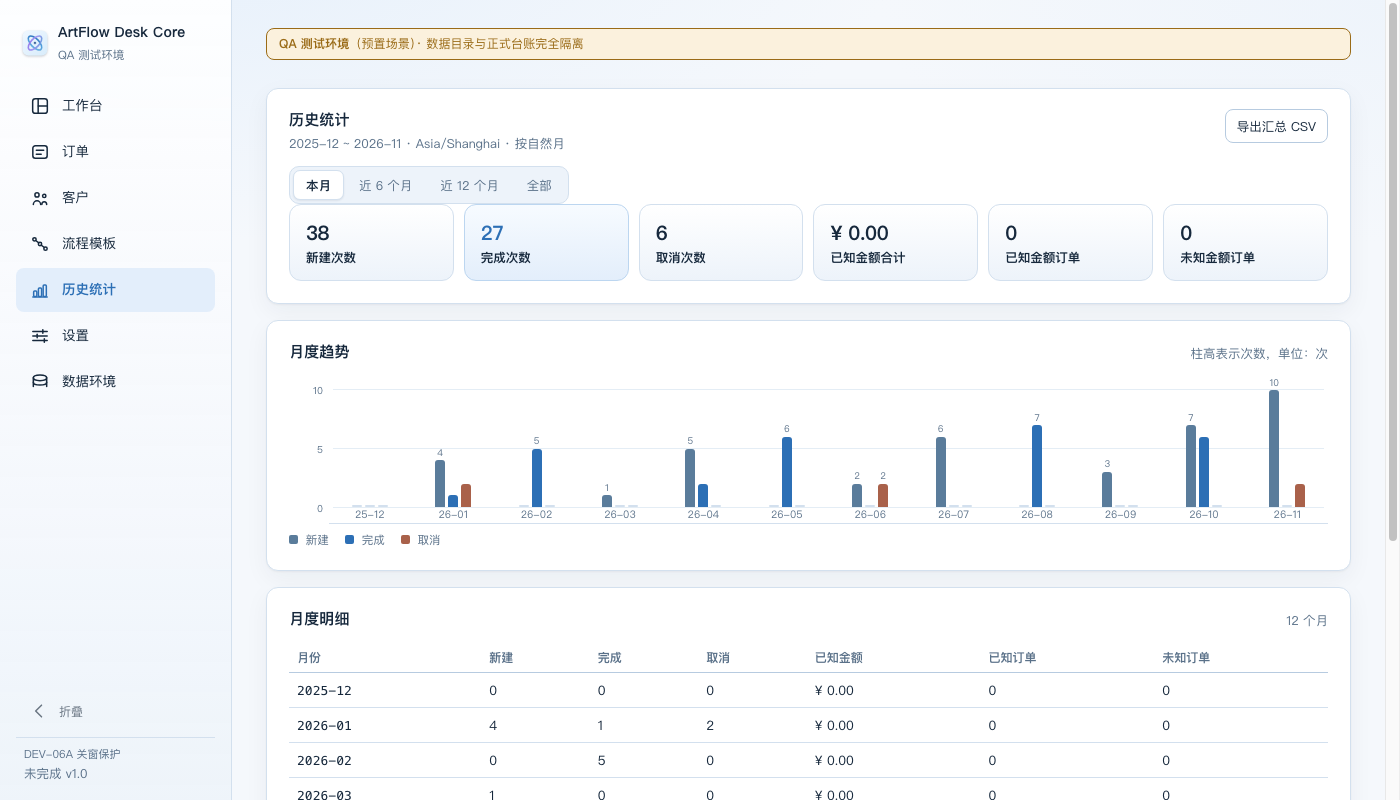 ArtFlow Desk Core
QA 测试环境
工作台
订单
客户
流程模板
历史统计
设置
数据环境
折叠
DEV-06A 关窗保护
未完成 v1.0
QA 测试环境（预置场景）· 数据目录与正式台账完全隔离
历史统计
2025-12 ~ 2026-11 · Asia/Shanghai · 按自然月
导出汇总 CSV
本月 近 6 个月 近 12 个月 全部
38 27 6 ¥ 0.00 0 0
新建次数 完成次数 取消次数 已知金额合计 已知金额订单 未知金额订单
月度趋势
柱高表示次数，单位：次
10
5
0
4 5 1 5 6 2 2 6 7 3 7 10
25-12 26-01 26-02 26-03 26-04 26-05 26-06 26-07 26-08 26-09 26-10 26-11
新建 完成 取消
月度明细
12 个月
月份 新建 完成 取消 已知金额 已知订单 未知订单
2025-12 0 0 0 ¥ 0.00 0 0
2026-01 4 1 2 ¥ 0.00 0 0
2026-02 0 5 0 ¥ 0.00 0 0
2026-03 1 0 0 ¥ 0.00 0 0